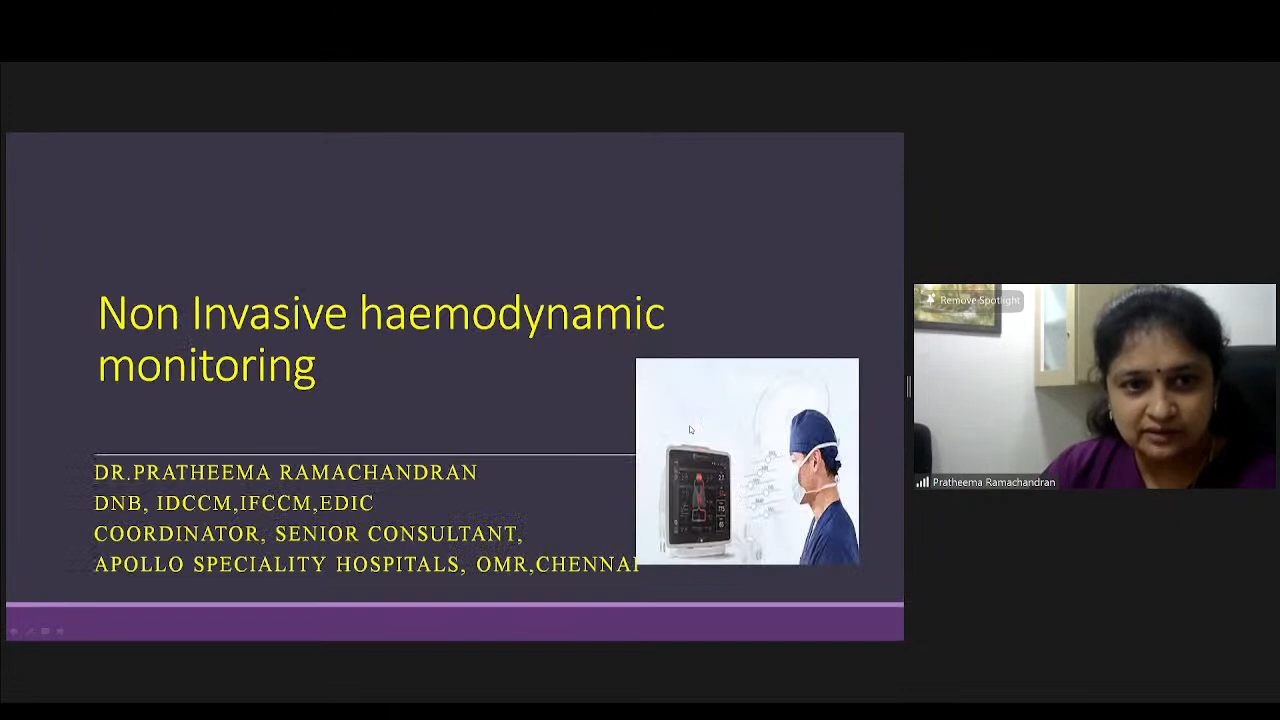 Non Invasive haemodynamic
monitoring
DR.PRATHEEMA RAMACHANDRAN
DNB, IDCCM,IFCCM,EDIC
COORDINATOR, SENIOR CONSULTANT,
APOLLO SPECIALITY HOSPITALS, OMR,CHENNAI
Remove Spotlight
Pratheema Ramachandran